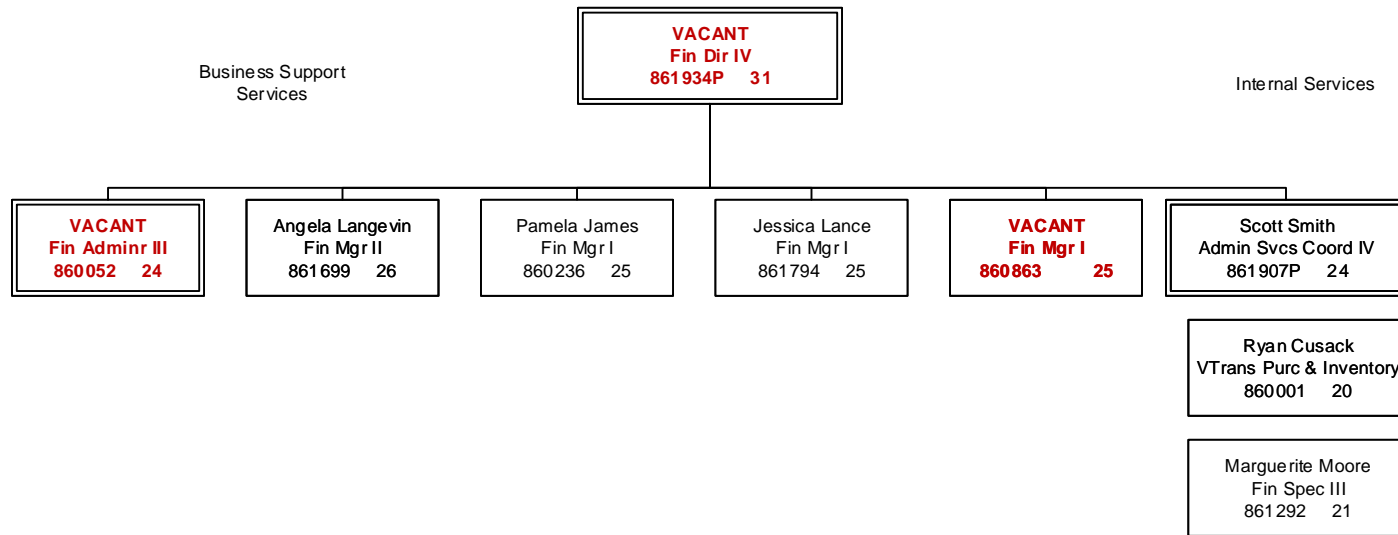 VACANT
Fin Dir IV
861934P 31
Business Support
Services
Internal Services
VACANT
Fin Adminr III
860052 24
Angela Langevin
Fin Mgr II
861699 26
Pamela James
Fin Mgr I
860236 25
Jessica Lance
Fin Mgr I
861794 25
VACANT
Fin Mgr I
860863 25
Scott Smith
Admin Svcs Coord IV
861907P 24
Ryan Cusack
VTrans Purc & Inventory
860001 20
Marguerite Moore
Fin Spec III
861292 21